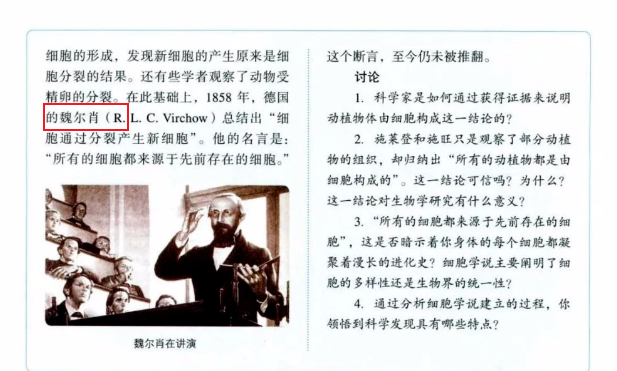 细胞的形成，发现新细胞的产生原来是细
胞分裂的结果。还有些学者观察了动物受
精卵的分裂。在此基础上，1858 年，德国
的魏尔肖（R. L. C. Virchow）总结出“细
胞通过分裂产生新细胞”。他的名言是：
“所有的细胞都来源于先前存在的细胞。”
魏尔肖在讲演
这个断言，至今仍未被推翻。
讨论
1. 科学家是如何通过获得证据来说明
动植物体由细胞构成这一结论的？
2. 施莱登和施旺只是观察了部分动植
物的组织，却归纳出“所有的动植物都是由
细胞构成的”。这一结论可信吗？为什么？
这一结论对生物学研究有什么意义？
3. “所有的细胞都来源于先前存在的细
胞”，这是否暗示着你身体的每个细胞都凝
聚着漫长的进化史？细胞学说主要阐明了细
胞的多样性还是生物界的统一性？
4. 通过分析细胞学说建立的过程，你
领悟到科学发现具有哪些特点？